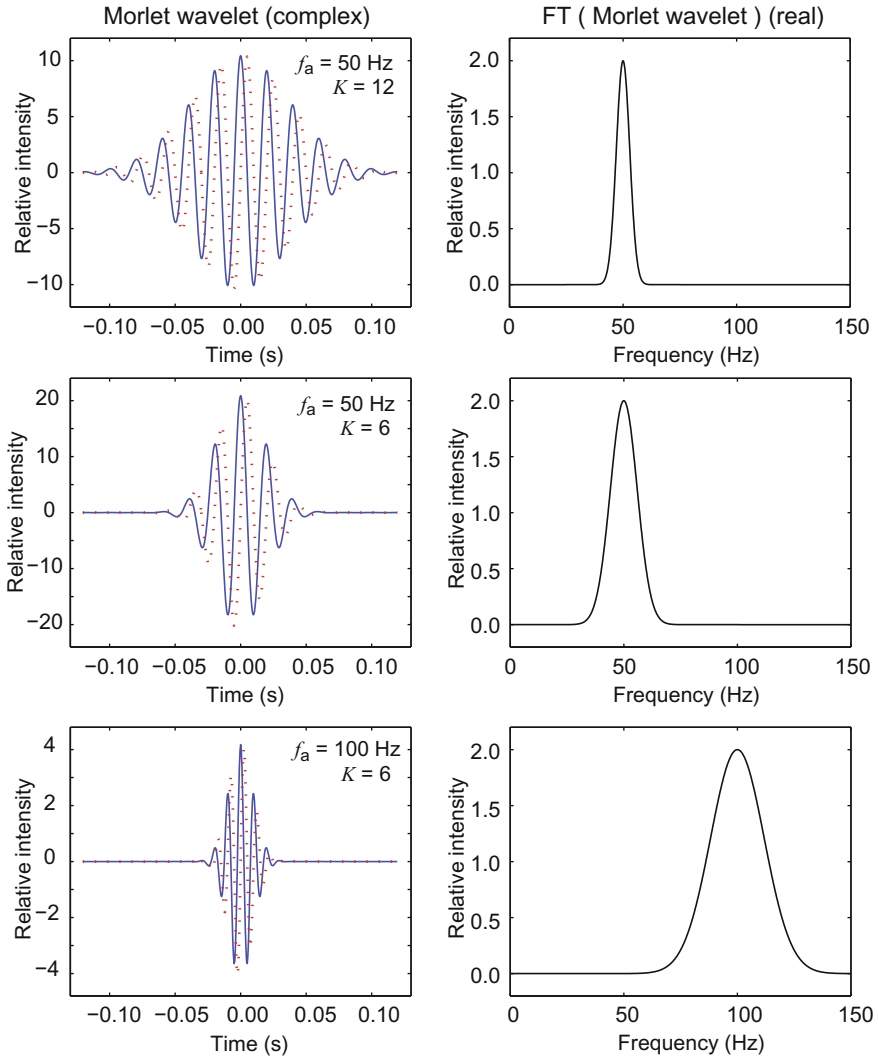 Morlet wavelet (complex)
FT ( Morlet wavelet ) (real)
Relative intensity
10
5
0
−5
−10
fa = 50 Hz
K = 12
−0.10 −0.05 0.00 0.05 0.10
Time (s)
Relative intensity
2.0
1.5
1.0
0.5
0.0
0 50 100 150
Frequency (Hz)
Relative intensity
20
10
0
−10
−20
fa = 50 Hz
K = 6
−0.10 −0.05 0.00 0.05 0.10
Time (s)
Relative intensity
2.0
1.5
1.0
0.5
0.0
0 50 100 150
Frequency (Hz)
Relative intensity
4
2
0
−2
−4
fa = 100 Hz
K = 6
−0.10 −0.05 0.00 0.05 0.10
Time (s)
Relative intensity
2.0
1.5
1.0
0.5
0.0
0 50 100 150
Frequency (Hz)